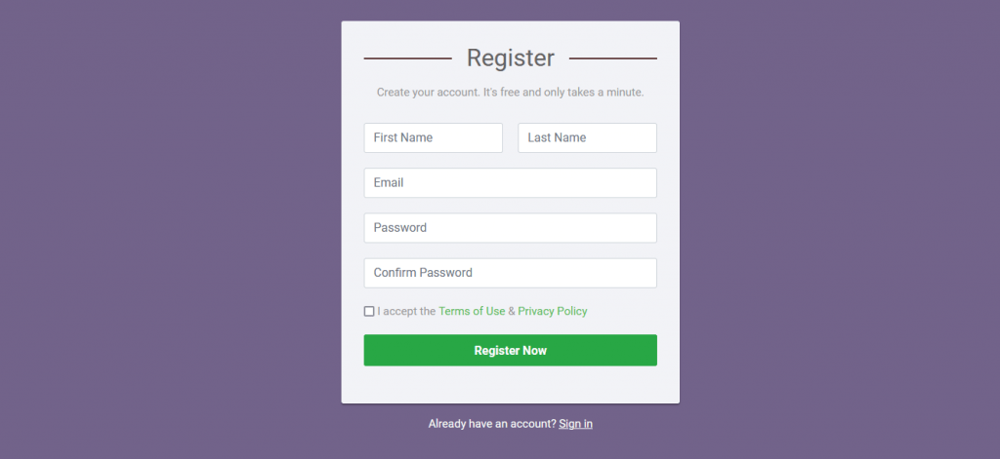 Register
Create your account. It's free and only takes a minute.
First Name Last Name
Email
Password
Confirm Password
I accept the Terms of Use & Privacy Policy
Register Now
Already have an account? Sign in